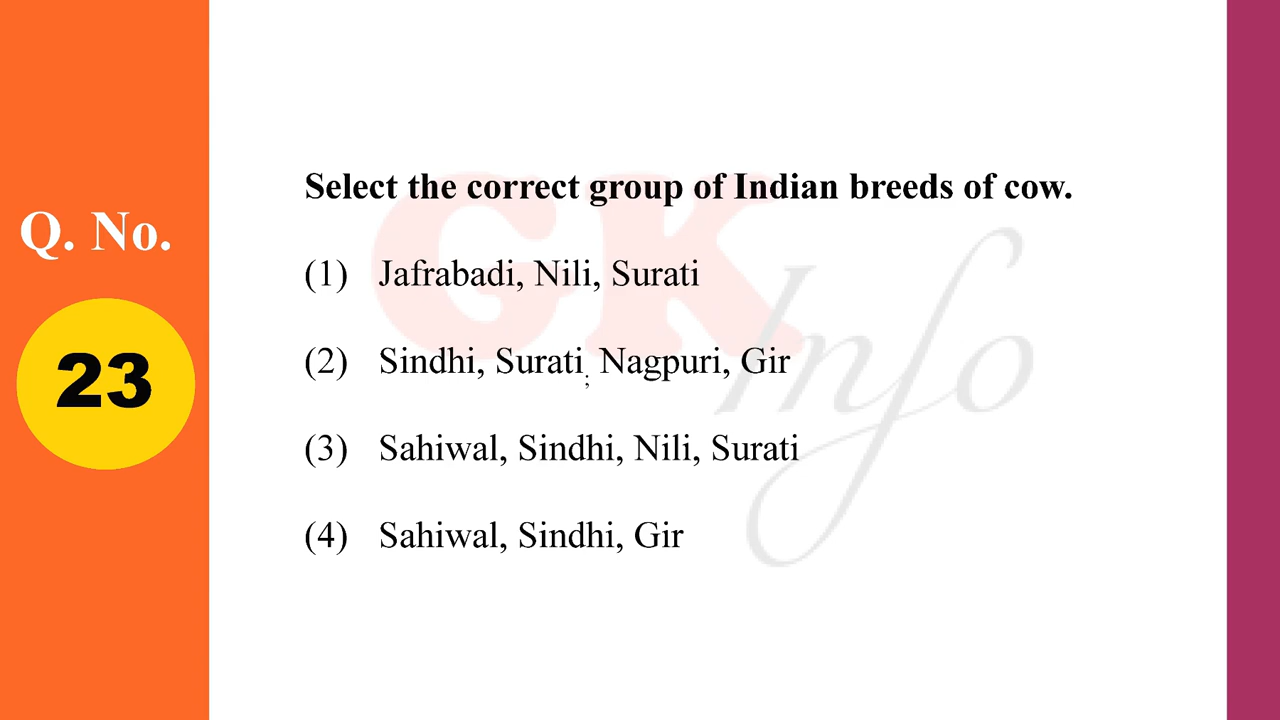 Q. No.
23
Select the correct group of Indian breeds of cow.
(1) Jafrabadi, Nili, Surati
(2) Sindhi, Surati, Nagpuri, Gir
;
(3) Sahiwal, Sindhi, Nili, Surati
(4) Sahiwal, Sindhi, Gir
GK
Info